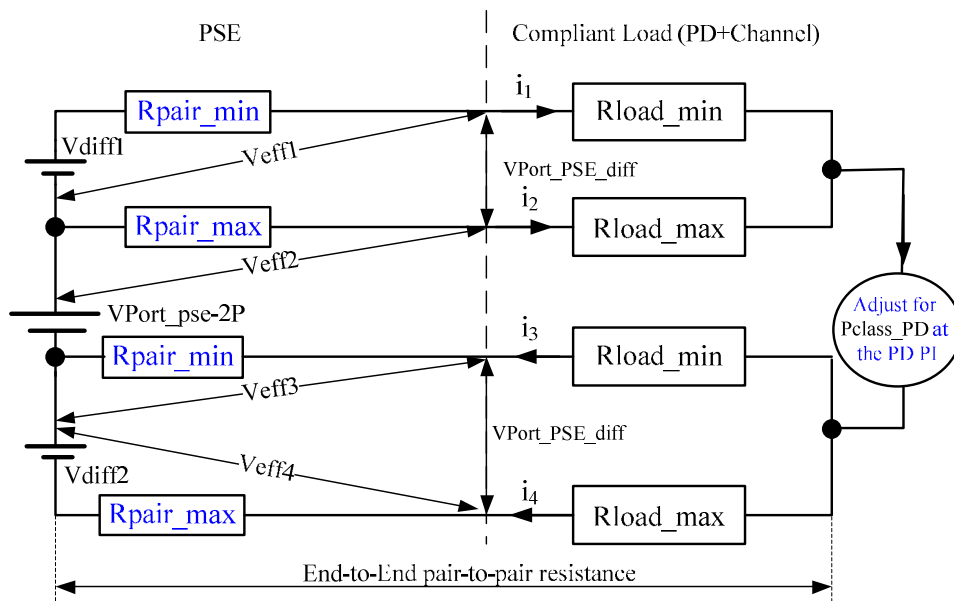 PSE
Compliant Load (PD+Channel)
i1
Rpair_min
Rload_min
Vdiff1
Veff1
VPort_PSE_diff
i2
Rpair_max
Rload_max
Veff2
VPort_pse-2P
i3
Adjust for
Pclass_PD at
the PD PI
Rpair_min
Rload_min
Veff3
VPort_PSE_diff
Veff4
Vdiff2
i4
Rpair_max
Rload_max
End-to-End pair-to-pair resistance